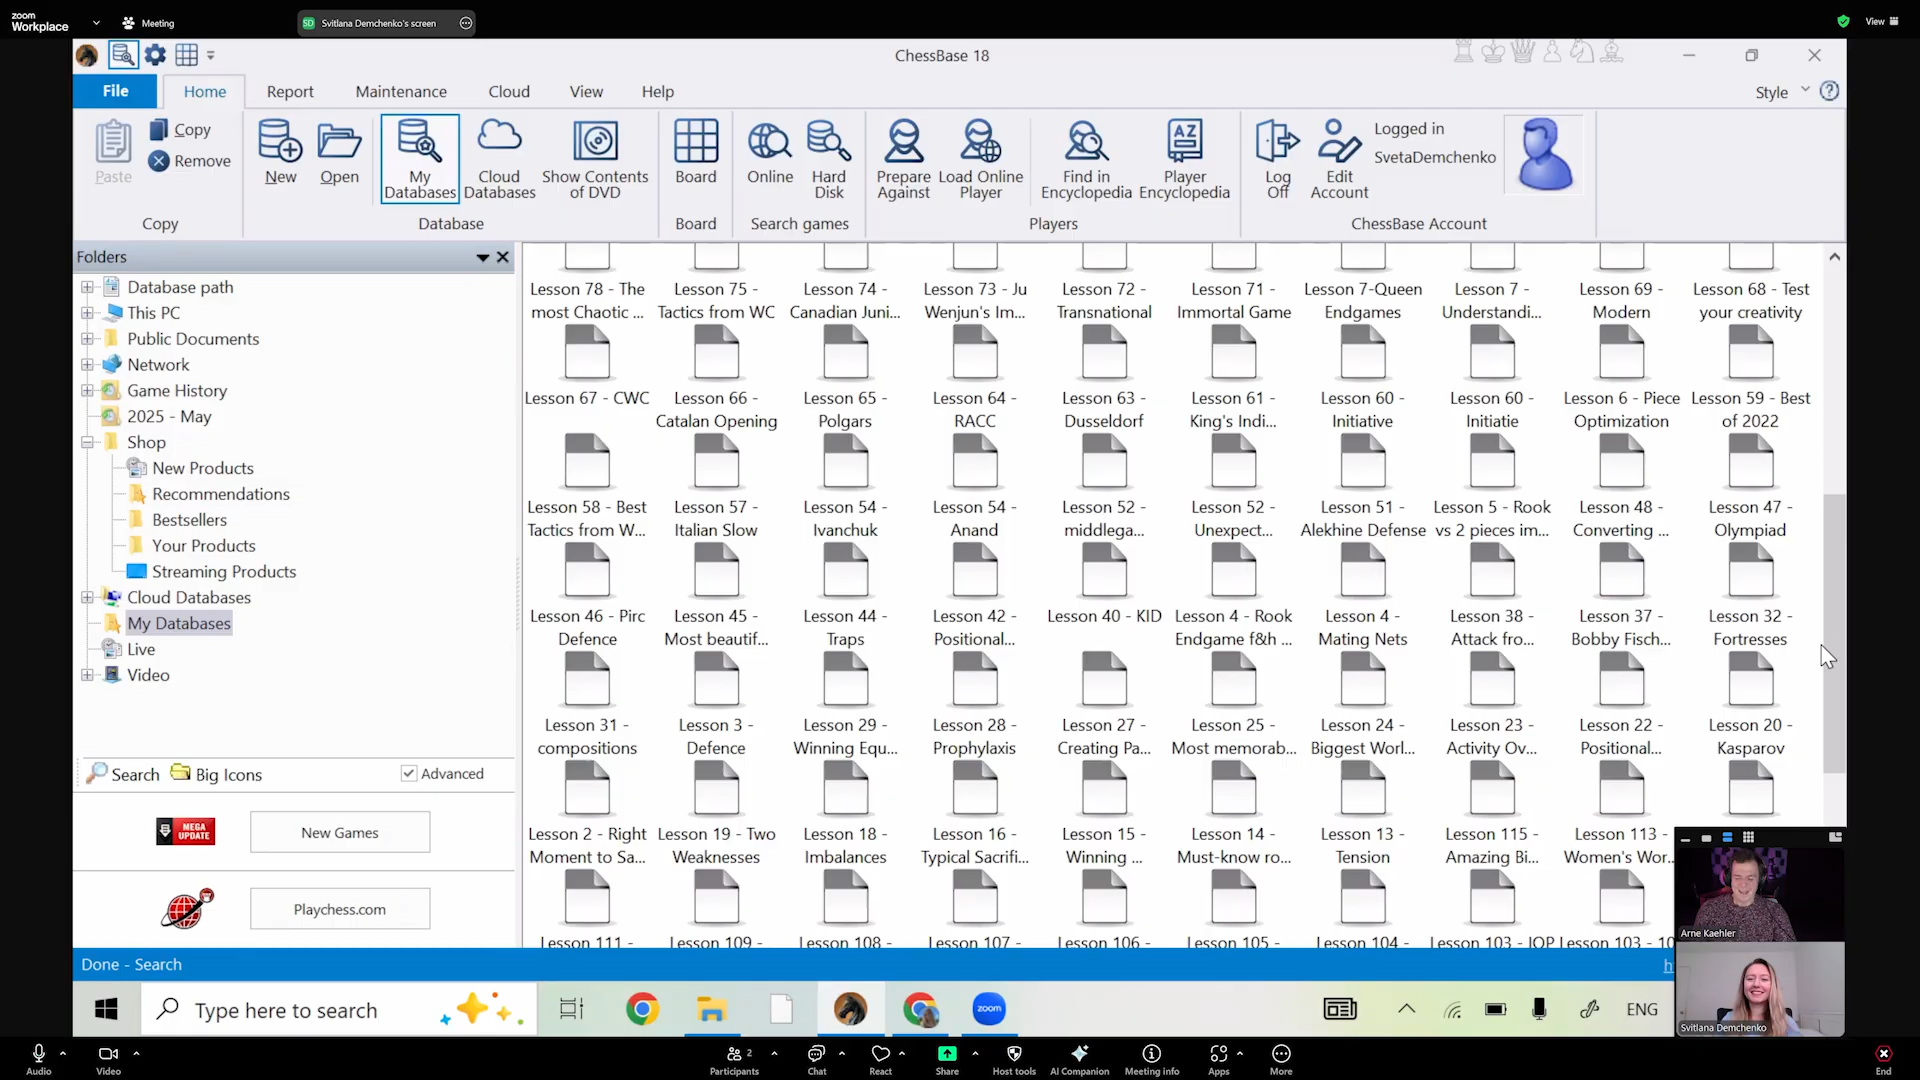 zoom
Workplace
Meeting
SD Svitlana Demchenko's screen
View
ChessBase 18
File Home Report Maintenance Cloud View Help
Style
Paste
Copy
Remove
Copy
New
Open
My Databases
Cloud Databases
Show Contents of DVD
Database
Board
Board
Online
Hard Disk
Search games
Prepare Against
Load Online Player
Find in Encyclopedia
Player Encyclopedia
Players
Log Off
Edit Account
Logged in
SvetaDemchenko
ChessBase Account
Folders
Database path
This PC
Public Documents
Network
Game History
2025 - May
Shop
New Products
Recommendations
Bestsellers
Your Products
Streaming Products
Cloud Databases
My Databases
Live
Video
Search Big Icons Advanced
MEGA UPDATE
New Games
Playchess.com
Lesson 78 - The most Chaotic ...
Lesson 75 - Tactics from WC
Lesson 74 - Canadian Juni...
Lesson 73 - Ju Wenjun's Im...
Lesson 72 - Transnational
Lesson 71 - Immortal Game
Lesson 7-Queen Endgames
Lesson 7 - Understandi...
Lesson 69 - Modern
Lesson 68 - Test your creativity
Lesson 67 - CWC
Lesson 66 - Catalan Opening
Lesson 65 - Polgars
Lesson 64 - RACC
Lesson 63 - Dusseldorf
Lesson 61 - King's Indi...
Lesson 60 - Initiative
Lesson 60 - Initiatie
Lesson 6 - Piece Optimization
Lesson 59 - Best of 2022
Lesson 58 - Best Tactics from W...
Lesson 57 - Italian Slow
Lesson 54 - Ivanchuk
Lesson 54 - Anand
Lesson 52 - middlega...
Lesson 52 - Unexpect...
Lesson 51 - Alekhine Defense
Lesson 5 - Rook vs 2 pieces im...
Lesson 48 - Converting ...
Lesson 47 - Olympiad
Lesson 46 - Pirc Defence
Lesson 45 - Most beautif...
Lesson 44 - Traps
Lesson 42 - Positional...
Lesson 40 - KID
Lesson 4 - Rook Endgame f&h ...
Lesson 4 - Mating Nets
Lesson 38 - Attack fro...
Lesson 37 - Bobby Fisch...
Lesson 32 - Fortresses
Lesson 31 - compositions
Lesson 3 - Defence
Lesson 29 - Winning Equ...
Lesson 28 - Prophylaxis
Lesson 27 - Creating Pa...
Lesson 25 - Most memorab...
Lesson 24 - Biggest Worl...
Lesson 23 - Activity Ov...
Lesson 22 - Positional...
Lesson 20 - Kasparov
Lesson 2 - Right Moment to Sa...
Lesson 19 - Two Weaknesses
Lesson 18 - Imbalances
Lesson 16 - Typical Sacrifi...
Lesson 15 - Winning ...
Lesson 14 - Must-know ro...
Lesson 13 - Tension
Lesson 115 - Amazing Bi...
Lesson 113 - Women's Wor...
Lesson 111 -
Lesson 109 -
Lesson 108 -
Lesson 107 -
Lesson 106 -
Lesson 105 -
Lesson 104 -
Lesson 103 - IOP
Lesson 103 - 10
Arne Kaehler
Svitlana Demchenko
Done - Search
h
Type here to search
zoom
ENG
Audio
Video
2
Participants
Chat
React
Share
Host tools
AI Companion
Meeting info
Apps
More
End